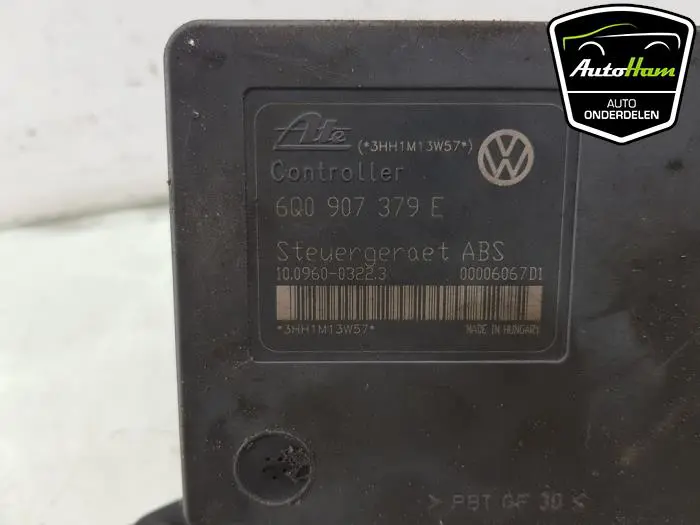 AutoHam
AUTO
ONDERDELEN
Ate (*3HH1M13W57*)
Controller
6Q0 907 379 E
Steuergeraet ABS
10.0960-0322.3 00006067D1
*3HH1M13W57*
MADE IN HUNGARY
> PBT GF 30 <